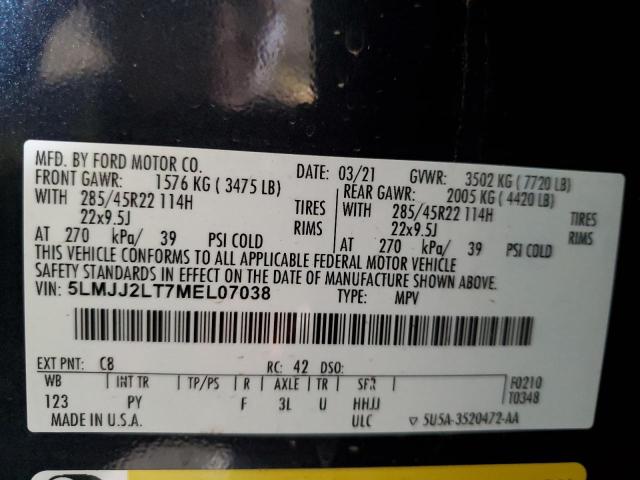 MFD. BY FORD MOTOR CO. DATE: 03/21 GVWR: 3502 KG ( 7720 LB)
FRONT GAWR: 1576 KG ( 3475 LB) REAR GAWR: 2005 KG ( 4420 LB)
WITH 285/45R22 114H TIRES WITH 285/45R22 114H TIRES
22x9.5J RIMS 22x9.5J RIMS
AT 270 kPa/ 39 PSI COLD AT 270 kPa/ 39 PSI COLD
THIS VEHICLE CONFORMS TO ALL APPLICABLE FEDERAL MOTOR VEHICLE
SAFETY STANDARDS IN EFFECT ON THE DATE OF MANUFACTURE SHOWN ABOVE.
VIN: 5LMJJ2LT7MEL07038 TYPE: MPV
EXT PNT: C8 RC: 42 DSO:
WB INT TR TP/PS R AXLE TR SPR F0210
123 PY F 3L U HHJJ T0348
MADE IN U.S.A. ULC ▽ 5U5A-3520472-AA